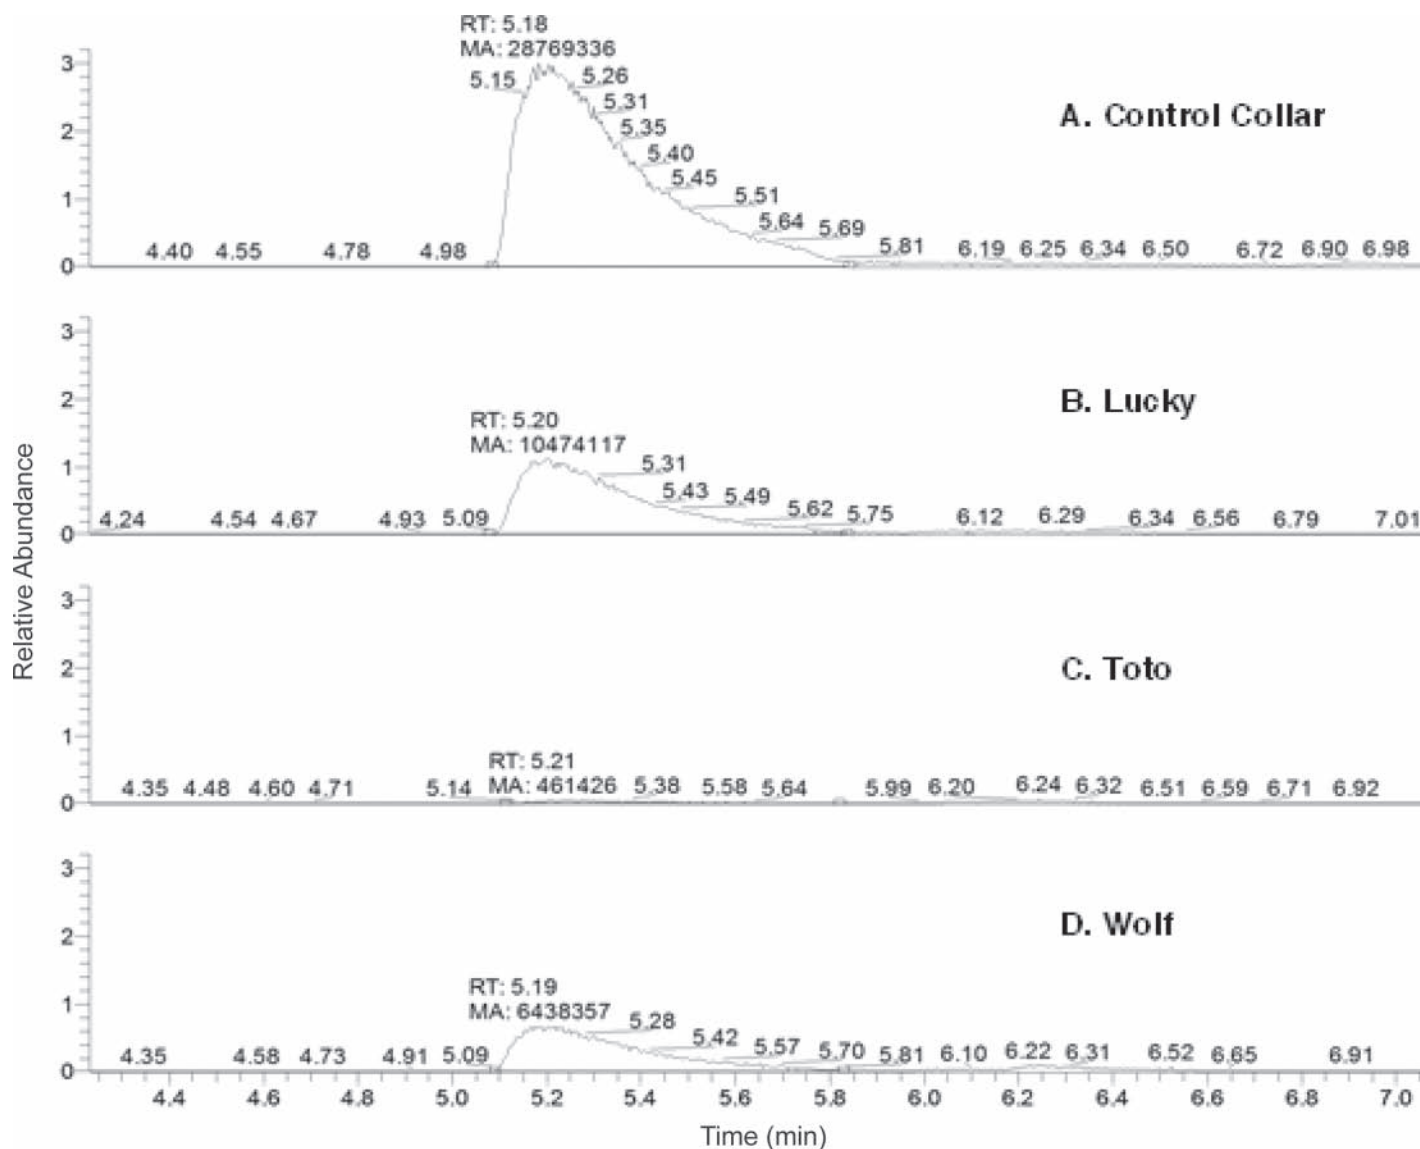 RT: 5.18
MA: 28769336
3
5.15
5.26
5.31
A. Control Collar
2
5.35
5.40
5.45
1
5.51
5.64
5.69
4.40 4.55 4.78 4.98 5.81 6.19 6.25 6.34 6.50 6.72 6.90 6.98
0
3
2
B. Lucky
RT: 5.20
MA: 10474117
1
5.31
5.43 5.49
5.62 5.75
4.24 4.54 4.67 4.93 5.09 6.12 6.29 6.34 6.56 6.79 7.01
0
Relative Abundance
3
2
C. Toto
1
RT: 5.21
MA: 461426
4.35 4.48 4.60 4.71 5.14 5.38 5.58 5.64 5.99 6.20 6.24 6.32 6.51 6.59 6.71 6.92
0
3
2
D. Wolf
RT: 5.19
MA: 6438357
1
5.28
5.42
5.57
4.35 4.58 4.73 4.91 5.09 5.70 5.81 6.10 6.22 6.31 6.52 6.65 6.91
0
4.4 4.6 4.8 5.0 5.2 5.4 5.6 5.8 6.0 6.2 6.4 6.6 6.8 7.0
Time (min)